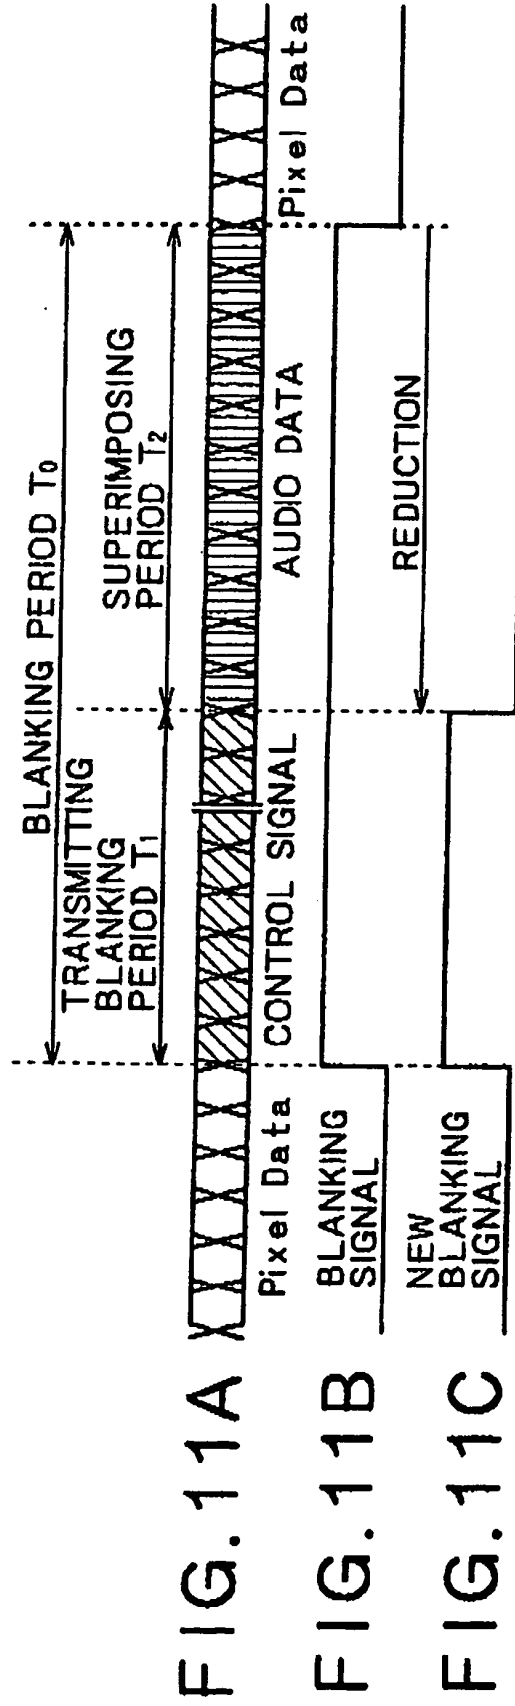 BLANKING PERIOD T0
TRANSMITTING
BLANKING
PERIOD T1
SUPERIMPOSING
PERIOD T2
FIG.11A
Pixel Data
CONTROL SIGNAL
AUDIO DATA
Pixel Data
FIG.11B
BLANKING
SIGNAL
REDUCTION
FIG.11C
NEW
BLANKING
SIGNAL